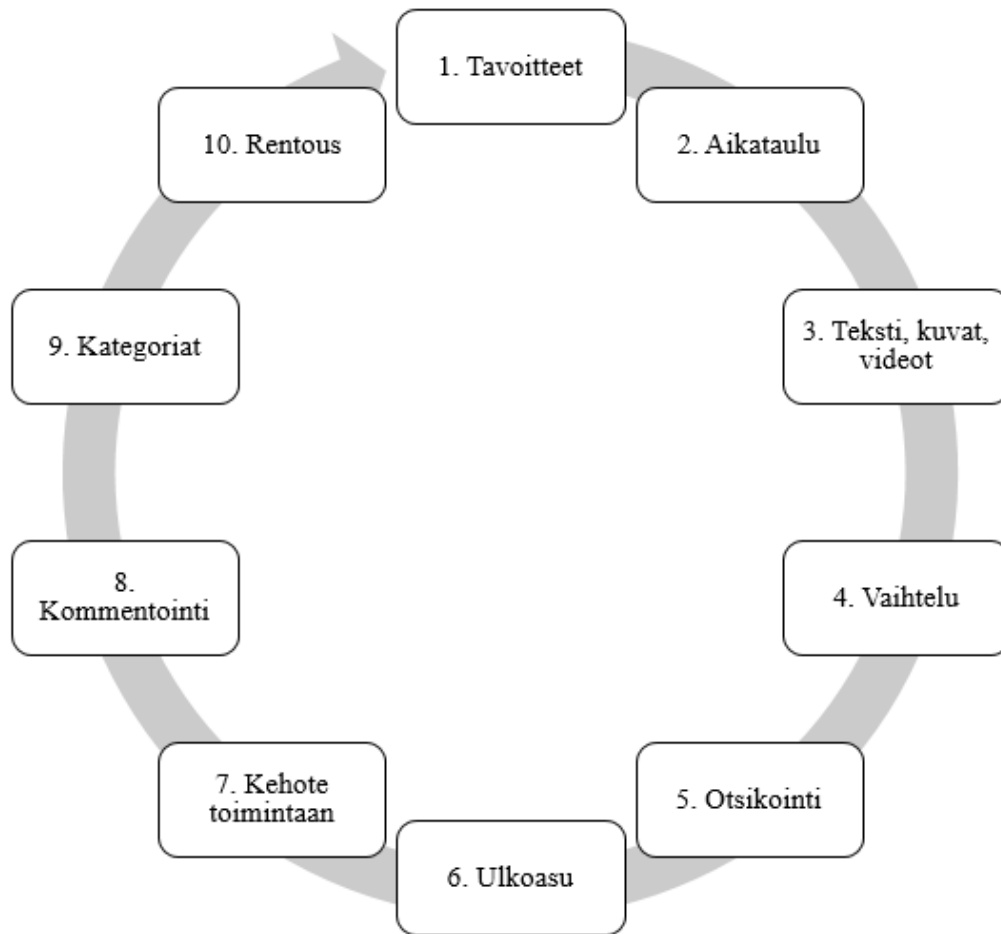 1. Tavoitteet
2. Aikataulu
3. Teksti, kuvat,
videot
4. Vaihtelu
5. Otsikointi
6. Ulkoasu
7. Kehote
toimintaan
8.
Kommentointi
9. Kategoriat
10. Rentous